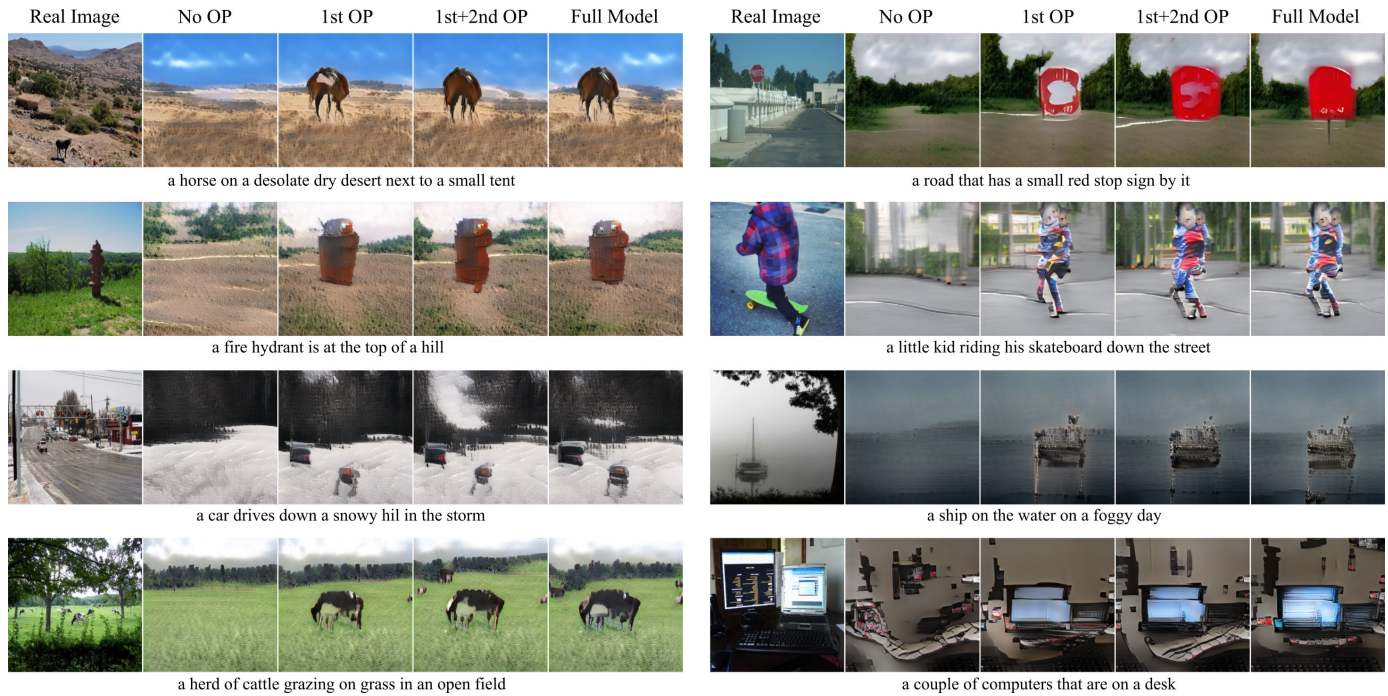 Real Image No OP 1st OP 1st+2nd OP Full Model
a horse on a desolate dry desert next to a small tent
a fire hydrant is at the top of a hill
a car drives down a snowy hil in the storm
a herd of cattle grazing on grass in an open field
Real Image No OP 1st OP 1st+2nd OP Full Model
a road that has a small red stop sign by it
a little kid riding his skateboard down the street
a ship on the water on a foggy day
a couple of computers that are on a desk